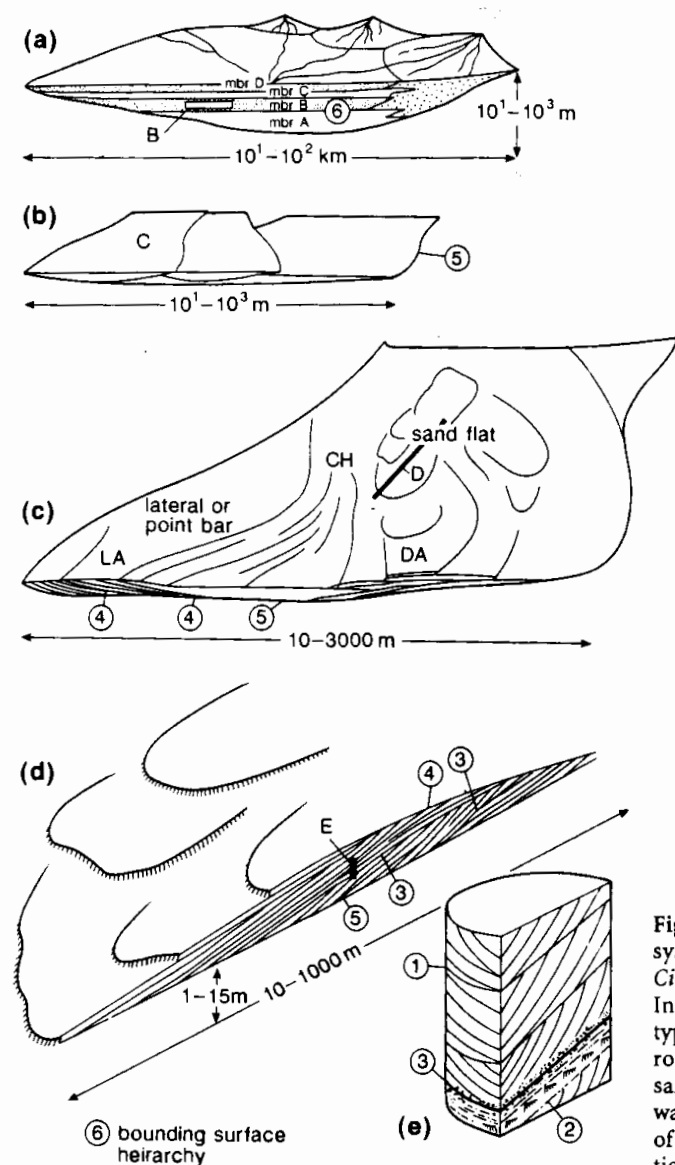 (a)
mbr D
mbr C
mbr B
mbr A
⑥
B
10¹–10³ m
10¹–10² km
(b)
C
⑤
10¹–10³ m
(c)
sand flat
CH
D
lateral or
point bar
LA
DA
④
④
⑤
10–3000 m
(d)
③
④
E
③
⑤
10–1000 m
1–15m
①
③
②
(e)
⑥ bounding surface
heirarchy
Fig
sy
Ci
In
typ
ro
sa
wa
of
tio